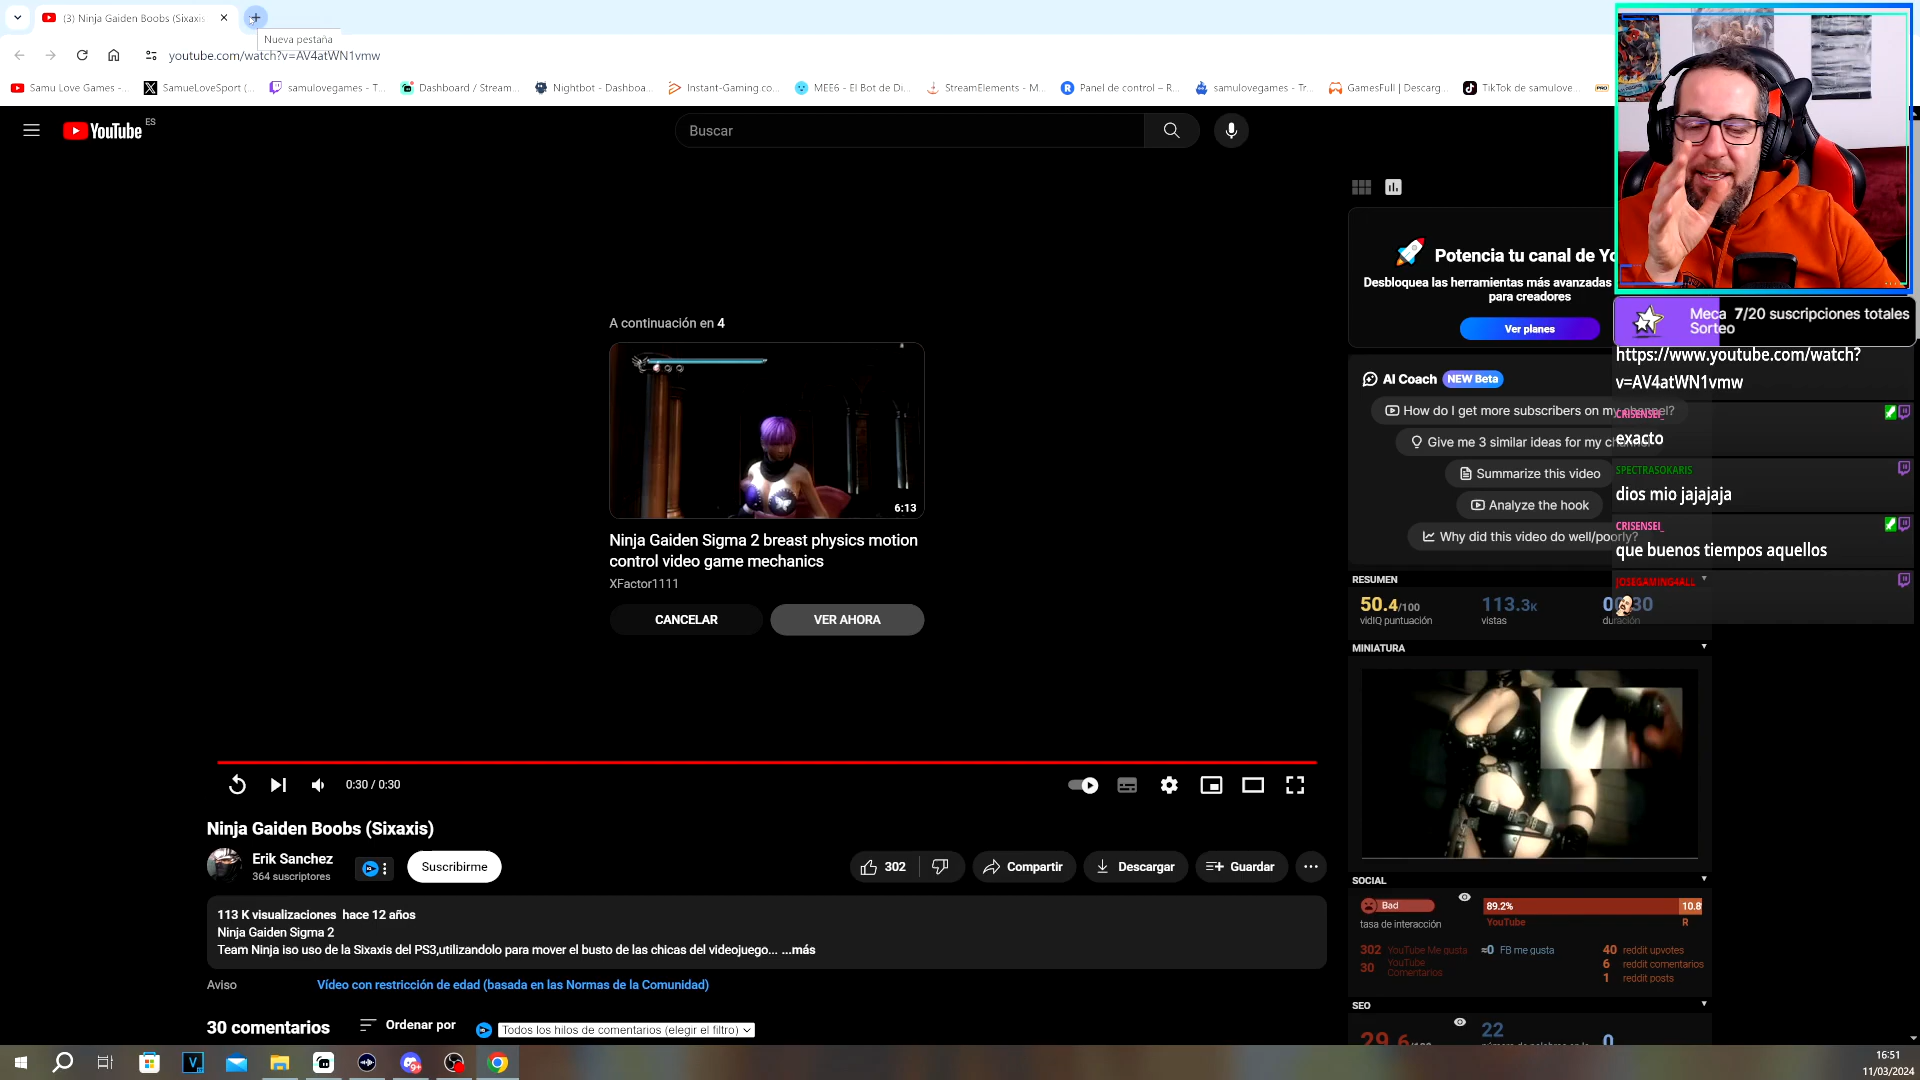 (3) Ninja Gaiden Boobs (Sixaxis
Nueva pestaña
youtube.com/watch?v=AV4atWN1vmw
Samu Love Games - ...
SamueLoveSport (...
samulovegames - T...
Dashboard / Stream...
Nightbot - Dashboa...
Instant-Gaming.co...
MEE6 - El Bot de Di...
StreamElements - M...
Panel de control – R...
samulovegames - Tr...
GamesFull | Descarg...
TikTok de samulove...
PRO
YouTube
ES
Buscar
A continuación en 4
6:13
Ninja Gaiden Sigma 2 breast physics motion
control video game mechanics
XFactor1111
CANCELAR
VER AHORA
0:30 / 0:30
Ninja Gaiden Boobs (Sixaxis)
Erik Sanchez
364 suscriptores
Suscribirme
302
Compartir
Descargar
Guardar
113 K visualizaciones hace 12 años
Ninja Gaiden Sigma 2
Team Ninja iso uso de la Sixaxis del PS3,utilizandolo para mover el busto de las chicas del videojuego... ...más
Aviso
Vídeo con restricción de edad (basada en las Normas de la Comunidad)
30 comentarios
Ordenar por
Todos los hilos de comentarios (elegir el filtro)
Potencia tu canal de Yo
Desbloquea las herramientas más avanzadas
para creadores
Ver planes
AI Coach
NEW Beta
How do I get more subscribers on my channel?
Give me 3 similar ideas for my ch
Summarize this video
Analyze the hook
Why did this video do well/poorly?
RESUMEN
50.4/100
vidIQ puntuación
113.3K
vistas
duración
MINIATURA
SOCIAL
Bad
tasa de interacción
89.2%
10.8
YouTube
R
302 YouTube Me gusta
30 YouTube Comentarios
≈0 FB me gusta
40 reddit upvotes
6 reddit comentarios
1 reddit posts
SEO
29.6/100
22
0
Meca 7/20 suscripciones totales
Sorteo
https://www.youtube.com/watch?
v=AV4atWN1vmw
CRISENSEI_
exacto
SPECTRASOKARIS
dios mio jajajaja
CRISENSEI_
que buenos tiempos aquellos
JOSEGAMING4ALL
16:51
11/03/2024